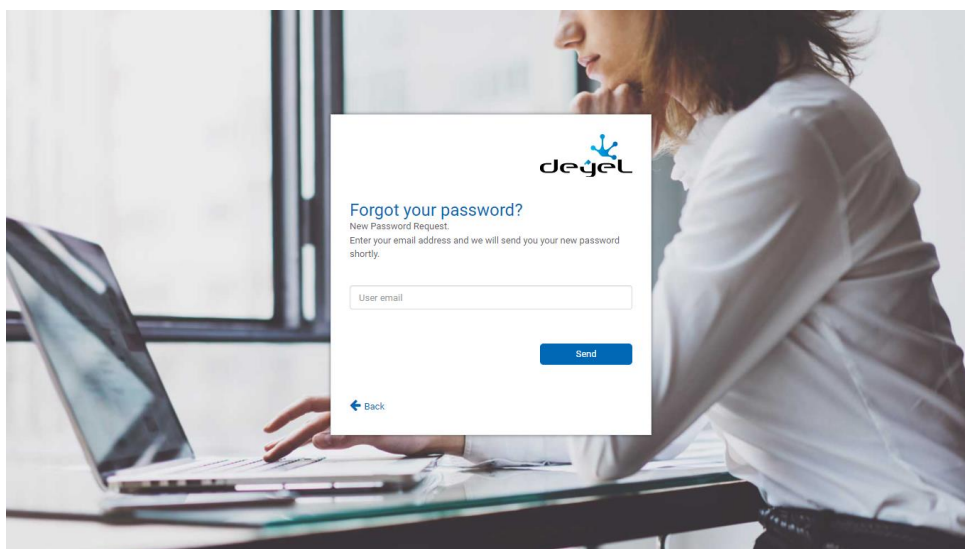 deyel
Forgot your password?
New Password Request.
Enter your email address and we will send you your new password
shortly.
User email
Send
Back